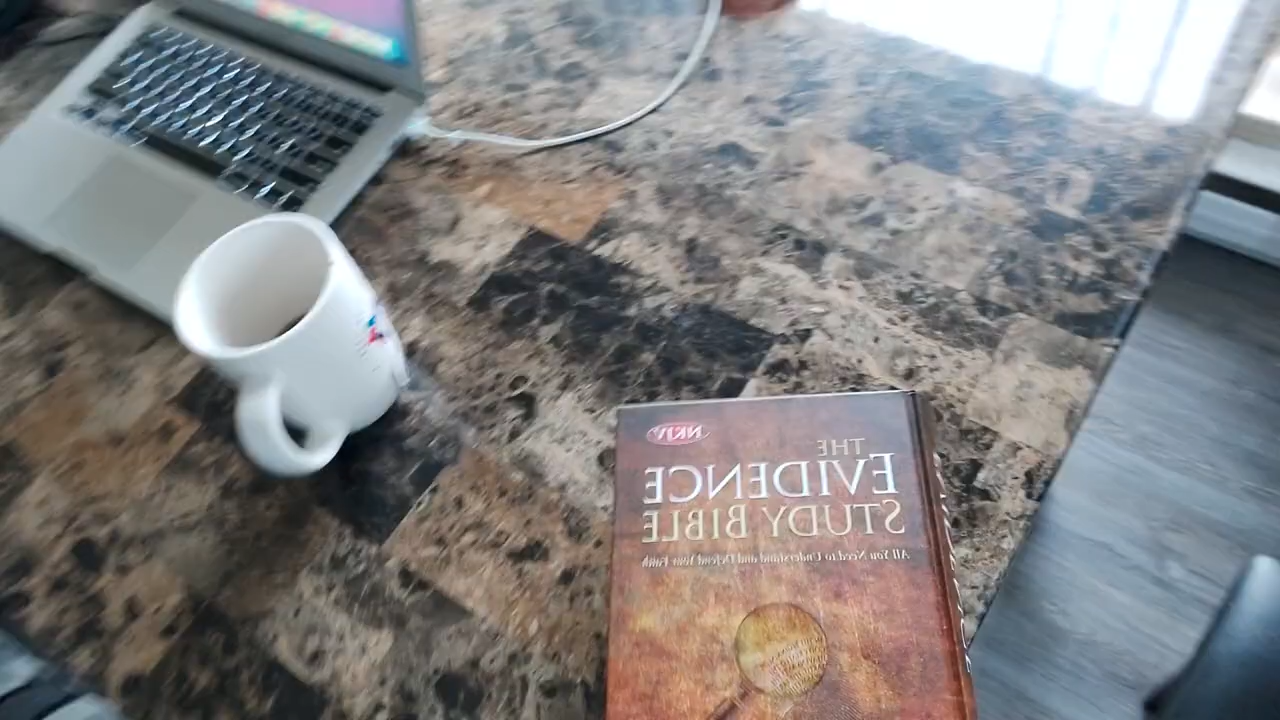 NKJV
THE
EVIDENCE
STUDY BIBLE
All You Need to Understand and Defend Your Faith